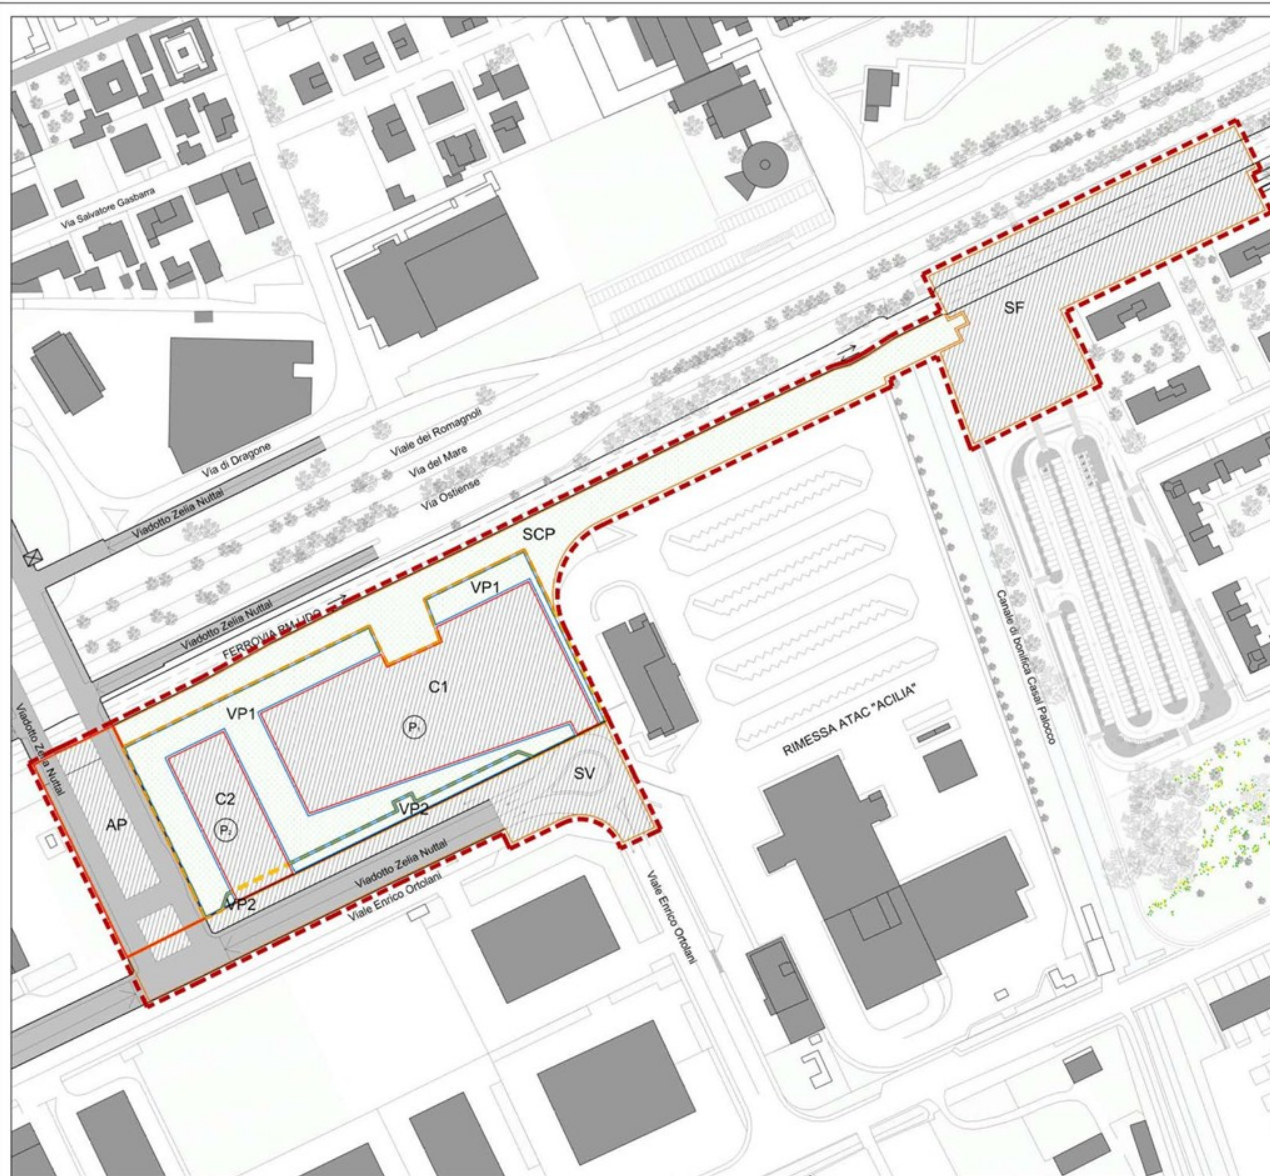 Via Salvatore Gasbarra
SF
Viale dei Romagnoli
Via di Dragone
Via del Mare
Via Ostiense
Viadotto Zelia Nuttal
SCP
VP1
Viadotto Zelia Nuttal
FERROVIA RM-LIDO
Canale di bonifica Casal Palocco
C1
VP1
P₁
RIMESSA ATAC "ACILIA"
Viadotto Zelia Nuttal
SV
C2
VP2
AP
P₂
Viadotto Zelia Nuttal
Viale Enrico Ortolani
VP2
Viale Enrico Ortolani